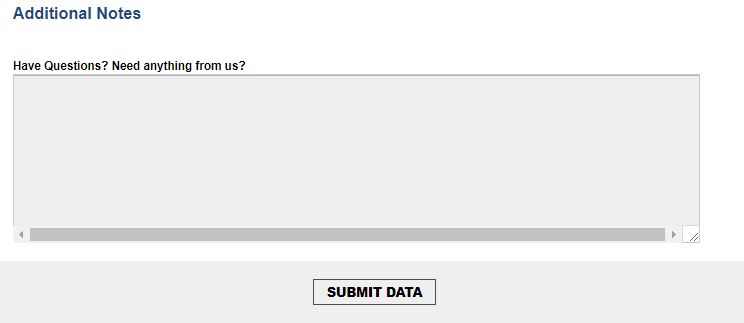 Additional Notes
Have Questions? Need anything from us?
SUBMIT DATA